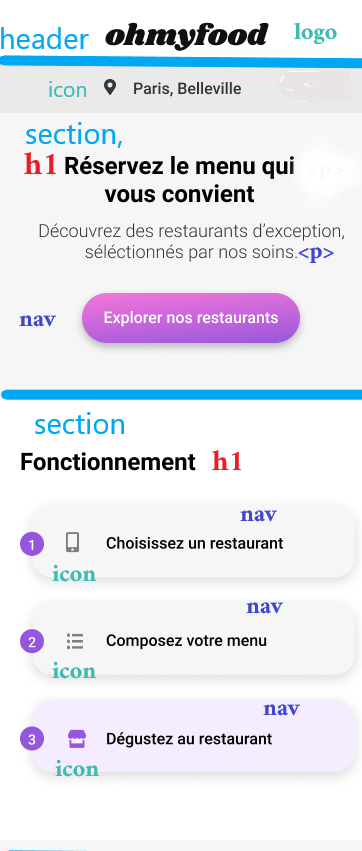 header ohmyfood logo
icon Paris, Belleville
section,
h1 Réservez le menu qui <p>
vous convient
Découvrez des restaurants d'exception,
séléctionnés par nos soins.<p>
nav Explorer nos restaurants
section
Fonctionnement h1
nav
1 Choisissez un restaurant
icon
nav
2 Composez votre menu
icon
nav
3 Dégustez au restaurant
icon